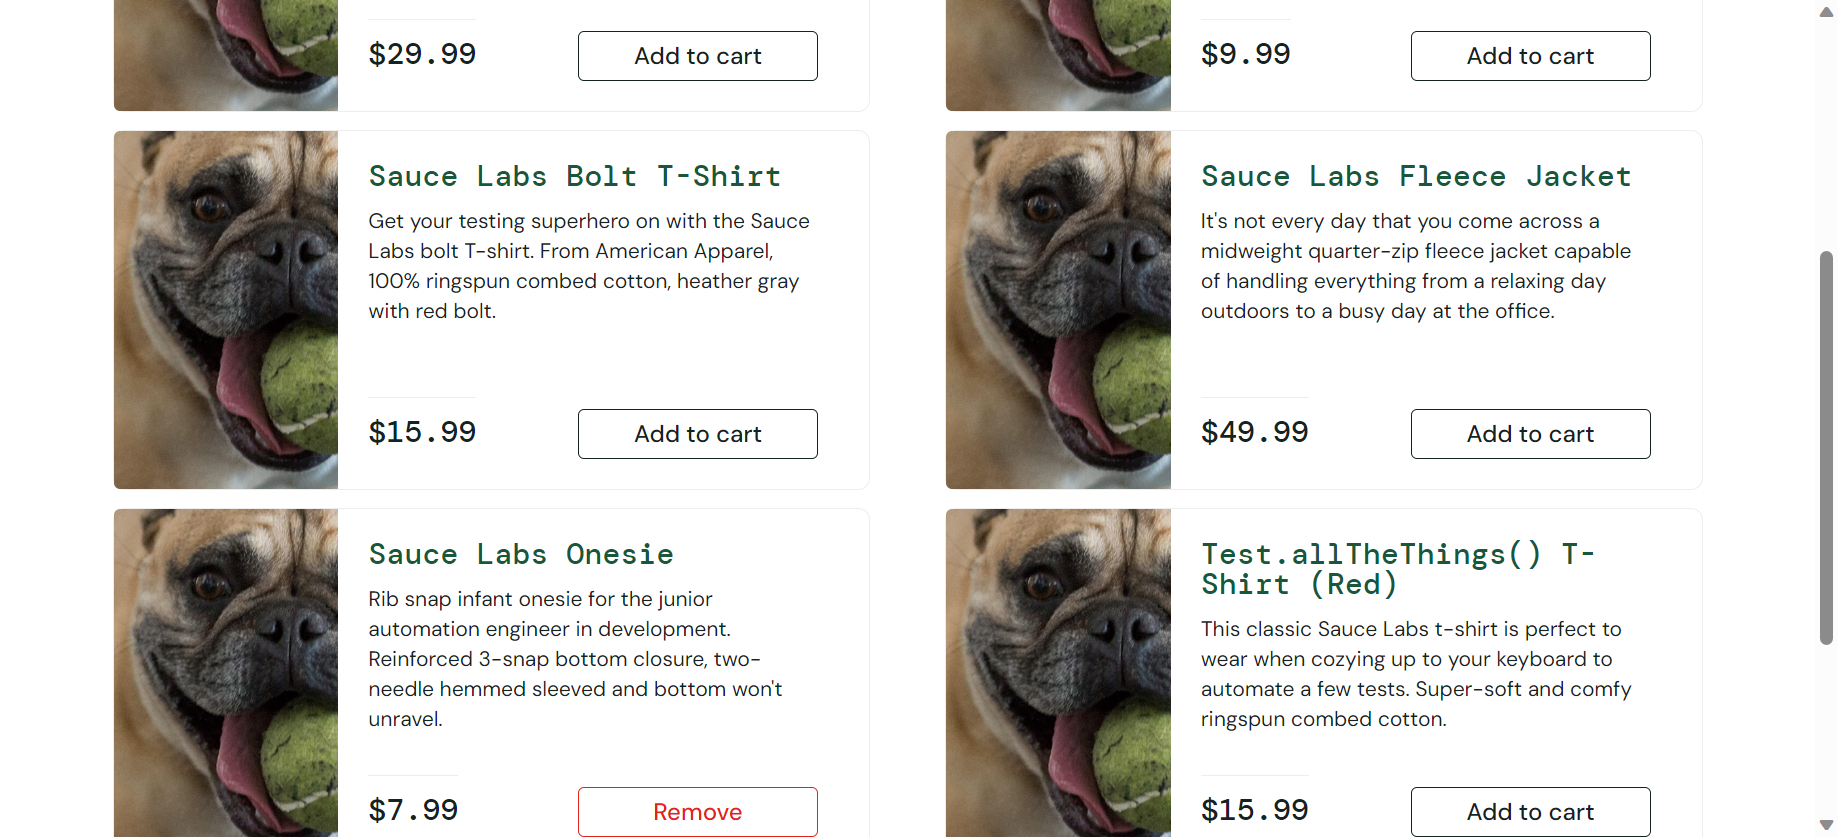 $29.99
Add to cart
$9.99
Add to cart
Sauce Labs Bolt T-Shirt
Get your testing superhero on with the Sauce
Labs bolt T-shirt. From American Apparel,
100% ringspun combed cotton, heather gray
with red bolt.
$15.99
Add to cart
Sauce Labs Fleece Jacket
It's not every day that you come across a
midweight quarter-zip fleece jacket capable
of handling everything from a relaxing day
outdoors to a busy day at the office.
$49.99
Add to cart
Sauce Labs Onesie
Rib snap infant onesie for the junior
automation engineer in development.
Reinforced 3-snap bottom closure, two-
needle hemmed sleeved and bottom won't
unravel.
$7.99
Remove
Test.allTheThings() T-
Shirt (Red)
This classic Sauce Labs t-shirt is perfect to
wear when cozying up to your keyboard to
automate a few tests. Super-soft and comfy
ringspun combed cotton.
$15.99
Add to cart